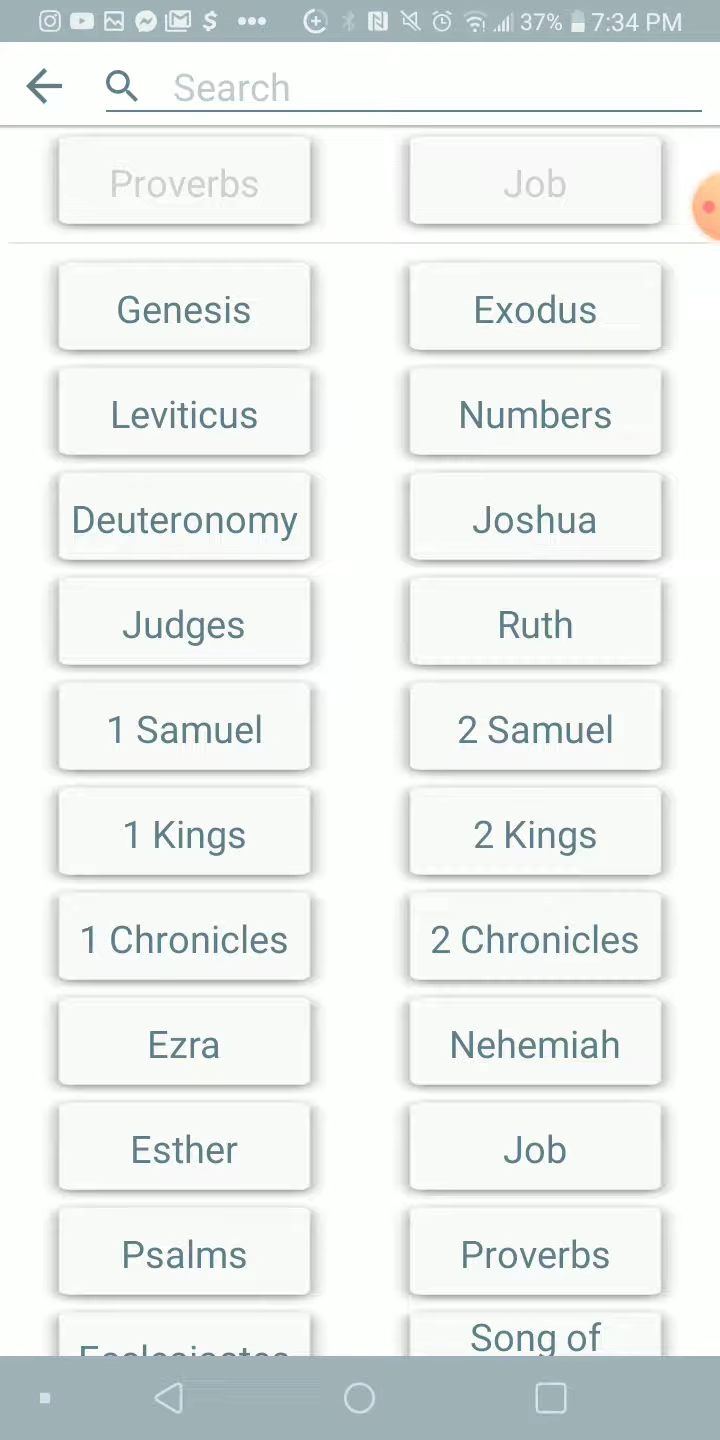 37% 7:34 PM
Search
Proverbs Job
Genesis Exodus
Leviticus Numbers
Deuteronomy Joshua
Judges Ruth
1 Samuel 2 Samuel
1 Kings 2 Kings
1 Chronicles 2 Chronicles
Ezra Nehemiah
Esther Job
Psalms Proverbs
Ecclesiastes Song of